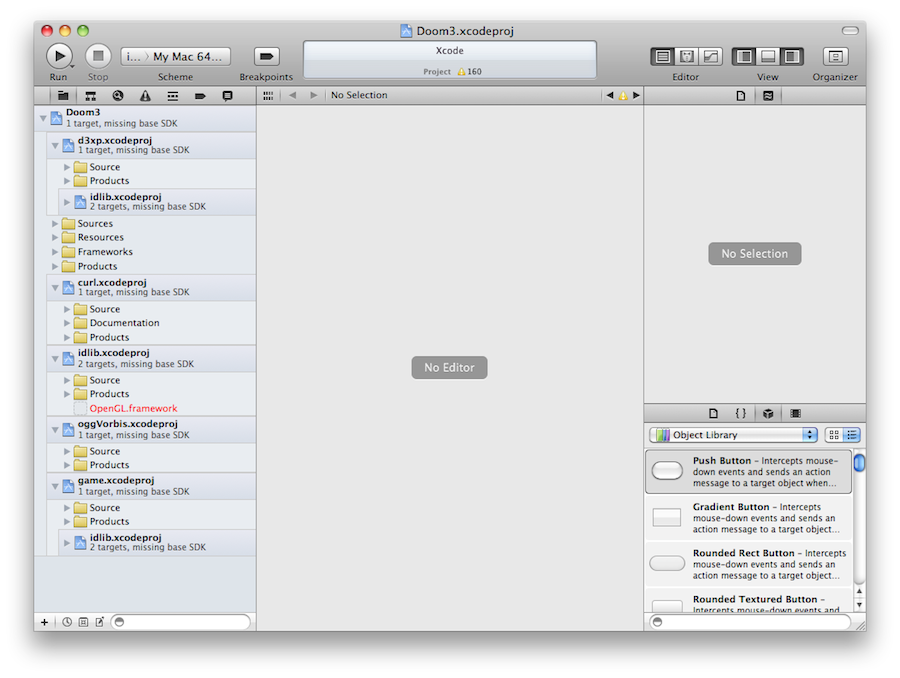 Doom3.xcodeproj
i... 〉 My Mac 64...
Xcode
Project 160
Run
Stop
Scheme
Breakpoints
Editor
View
Organizer
No Selection
Doom3
1 target, missing base SDK
d3xp.xcodeproj
1 target, missing base SDK
Source
Products
idlib.xcodeproj
2 targets, missing base SDK
Sources
Resources
Frameworks
Products
curl.xcodeproj
1 target, missing base SDK
Source
Documentation
Products
idlib.xcodeproj
2 targets, missing base SDK
Source
Products
OpenGL.framework
oggVorbis.xcodeproj
1 target, missing base SDK
Source
Products
game.xcodeproj
1 target, missing base SDK
Source
Products
idlib.xcodeproj
2 targets, missing base SDK
No Editor
No Selection
{ }
Object Library
Push Button – Intercepts mouse-
down events and sends an action
message to a target object when...
Gradient Button – Intercepts
mouse-down events and sends an
action message to a target object...
Rounded Rect Button – Intercepts
mouse-down events and sends an
action message to a target object...
Rounded Textured Button –
Intercepts mouse-down events and